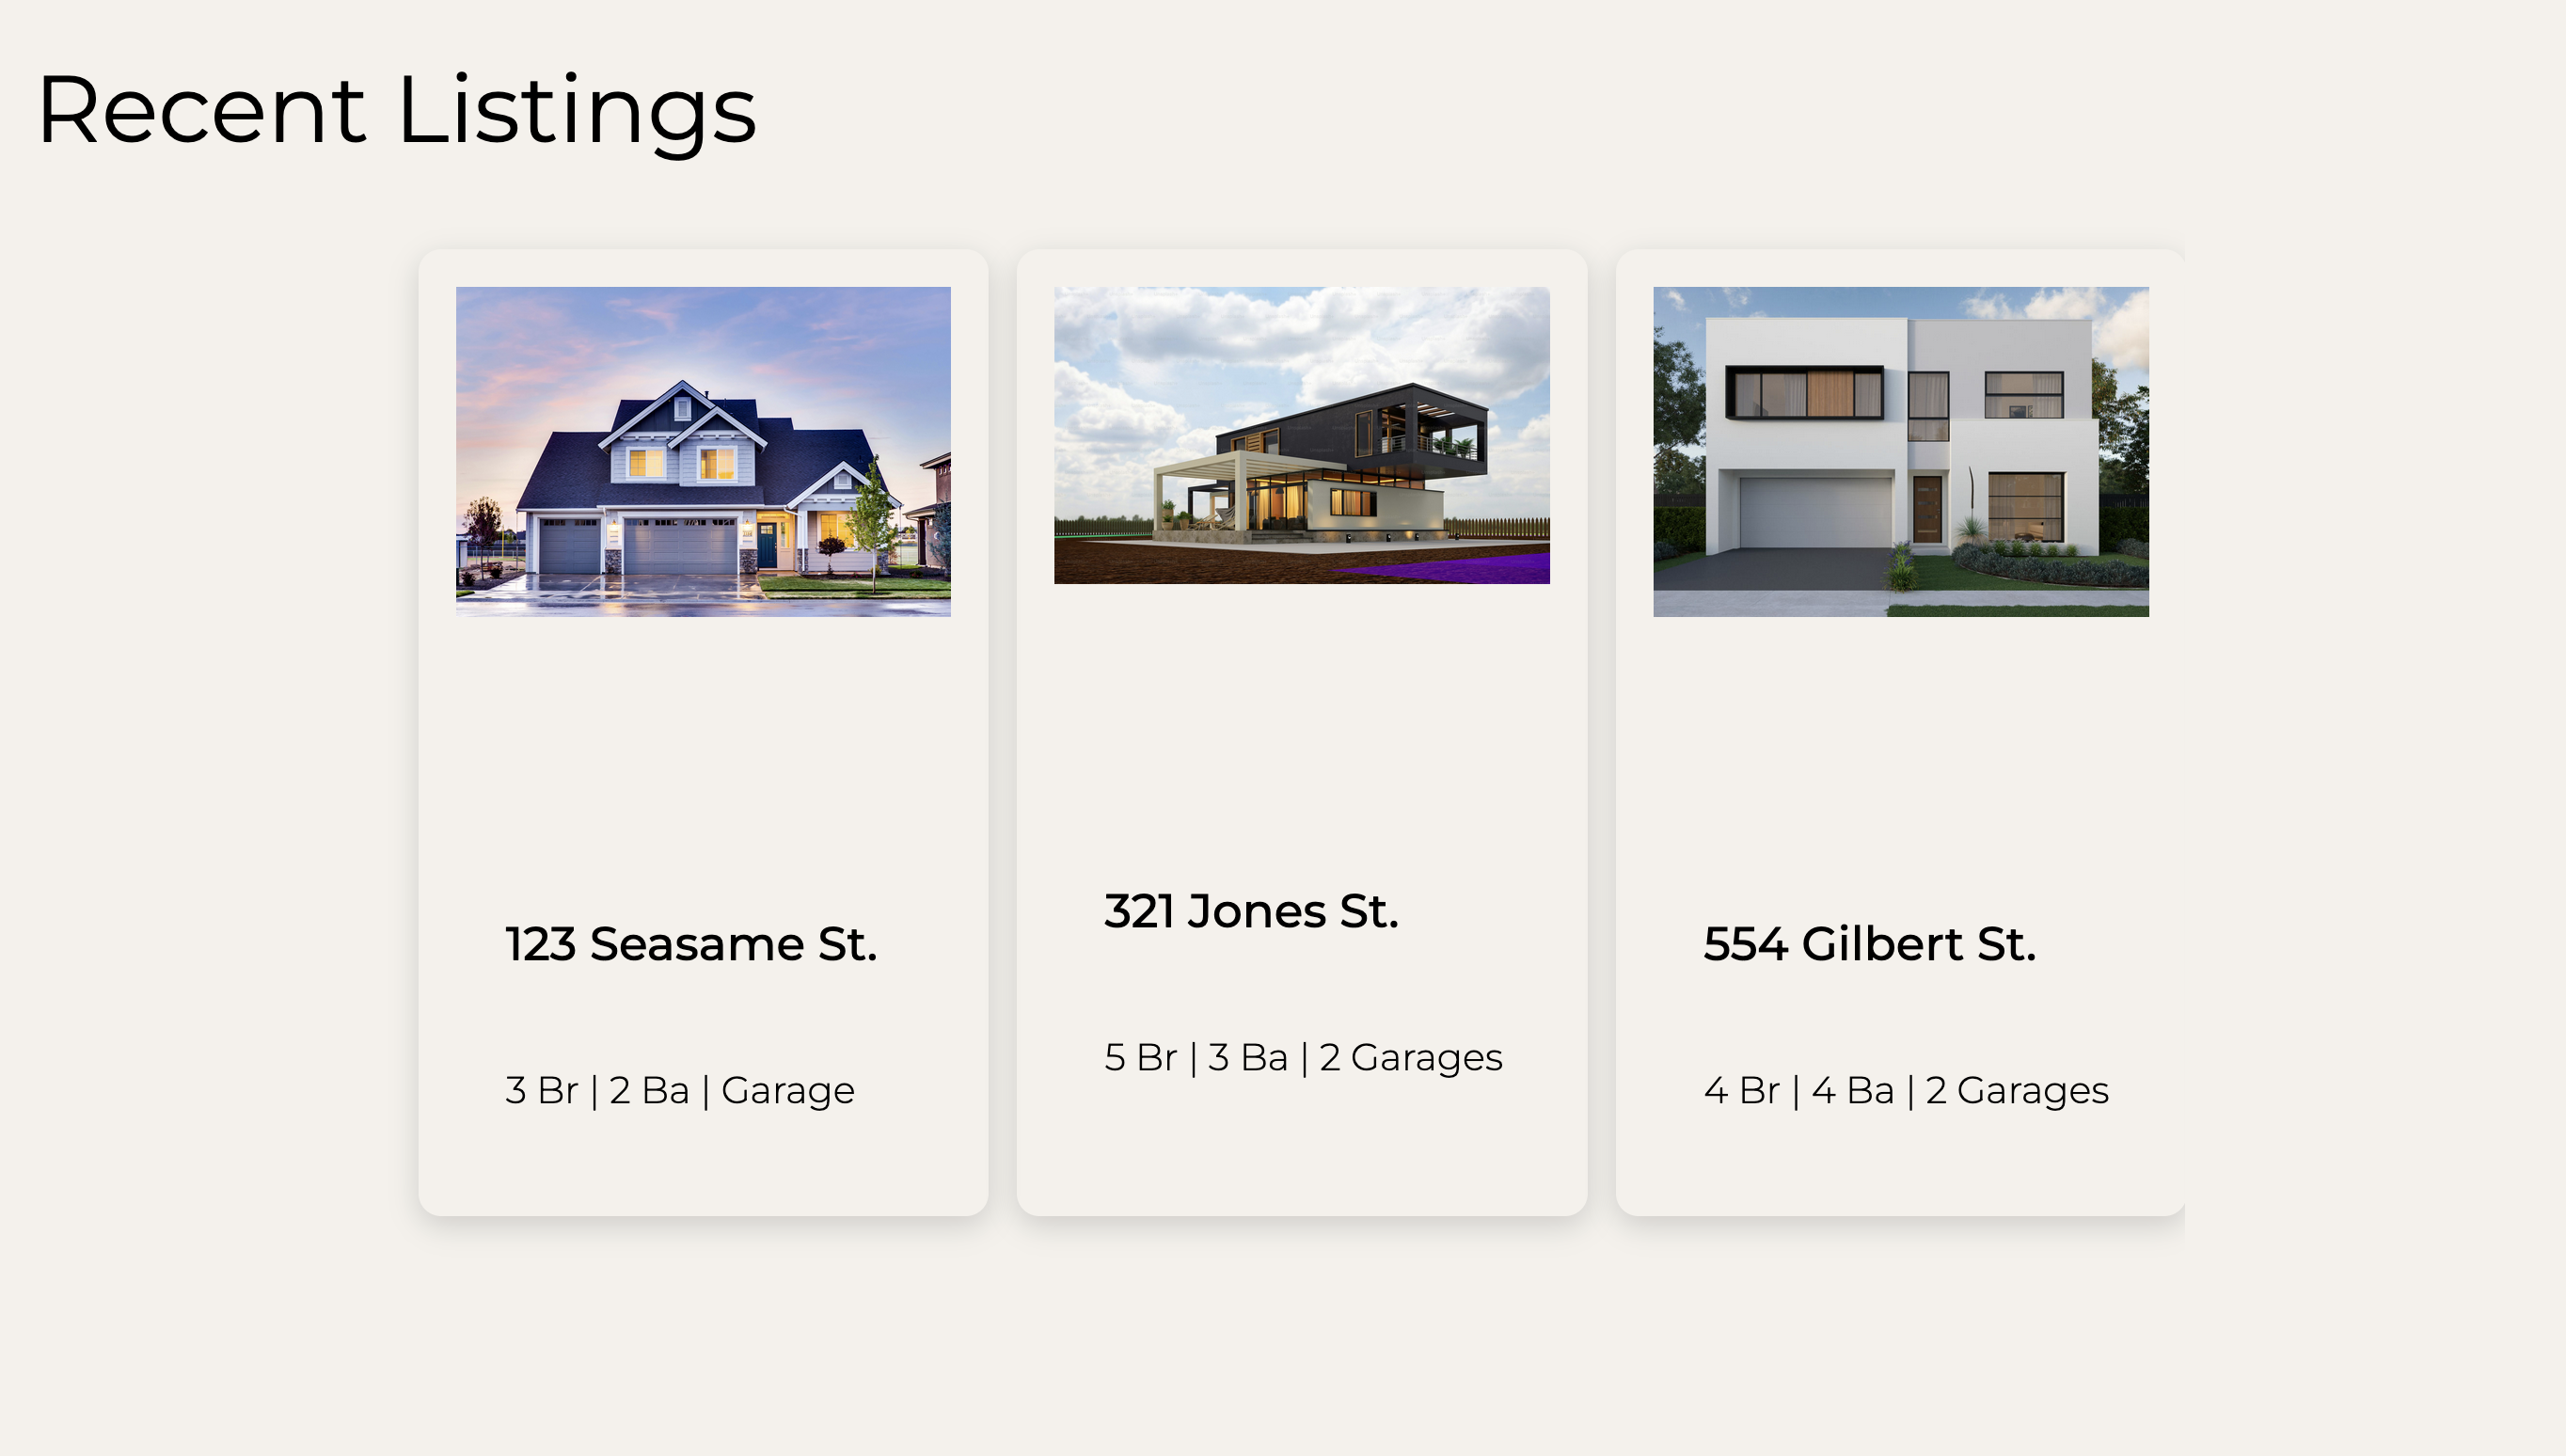 Recent Listings
123 Seasame St.
3 Br | 2 Ba | Garage
321 Jones St.
5 Br | 3 Ba | 2 Garages
554 Gilbert St.
4 Br | 4 Ba | 2 Garages